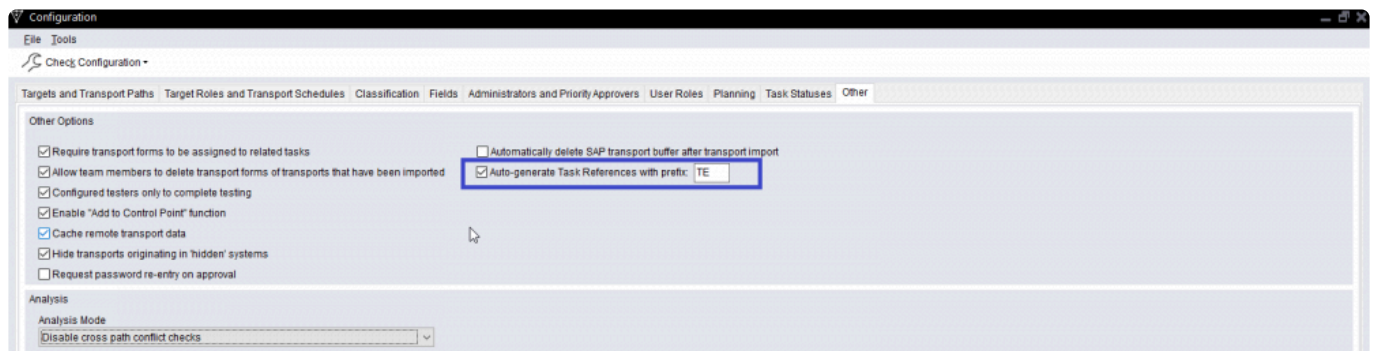 Configuration
File Tools
Check Configuration
Targets and Transport Paths Target Roles and Transport Schedules Classification Fields Administrators and Priority Approvers User Roles Planning Task Statuses Other
Other Options
Require transport forms to be assigned to related tasks Automatically delete SAP transport buffer after transport import
Allow team members to delete transport forms of transports that have been imported Auto-generate Task References with prefix: TE
Configured testers only to complete testing
Enable "Add to Control Point" function
Cache remote transport data
Hide transports originating in 'hidden' systems
Request password re-entry on approval
Analysis
Analysis Mode
Disable cross path conflict checks